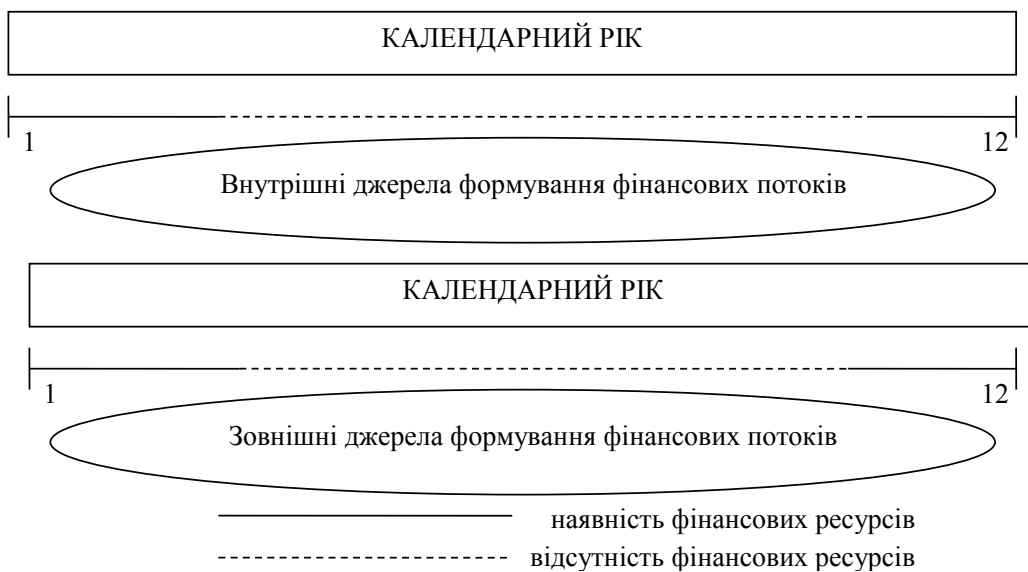 КАЛЕНДАРНИЙ РІК
1 12
Внутрішні джерела формування фінансових потоків
КАЛЕНДАРНИЙ РІК
1 12
Зовнішні джерела формування фінансових потоків
наявність фінансових ресурсів
відсутність фінансових ресурсів